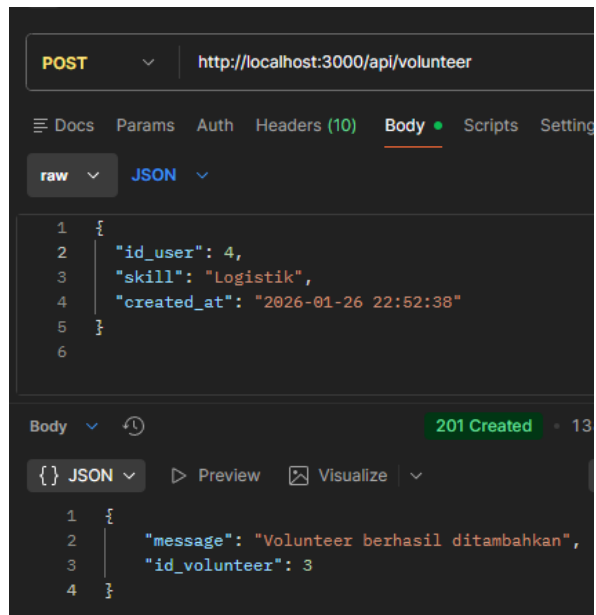 POST http://localhost:3000/api/volunteer
Docs Params Auth Headers (10) Body Scripts Setting
raw JSON
1 {
2 "id_user": 4,
3 "skill": "Logistik",
4 "created_at": "2026-01-26 22:52:38"
5 }
6
Body 201 Created 13
{} JSON Preview Visualize
1 {
2 "message": "Volunteer berhasil ditambahkan",
3 "id_volunteer": 3
4 }